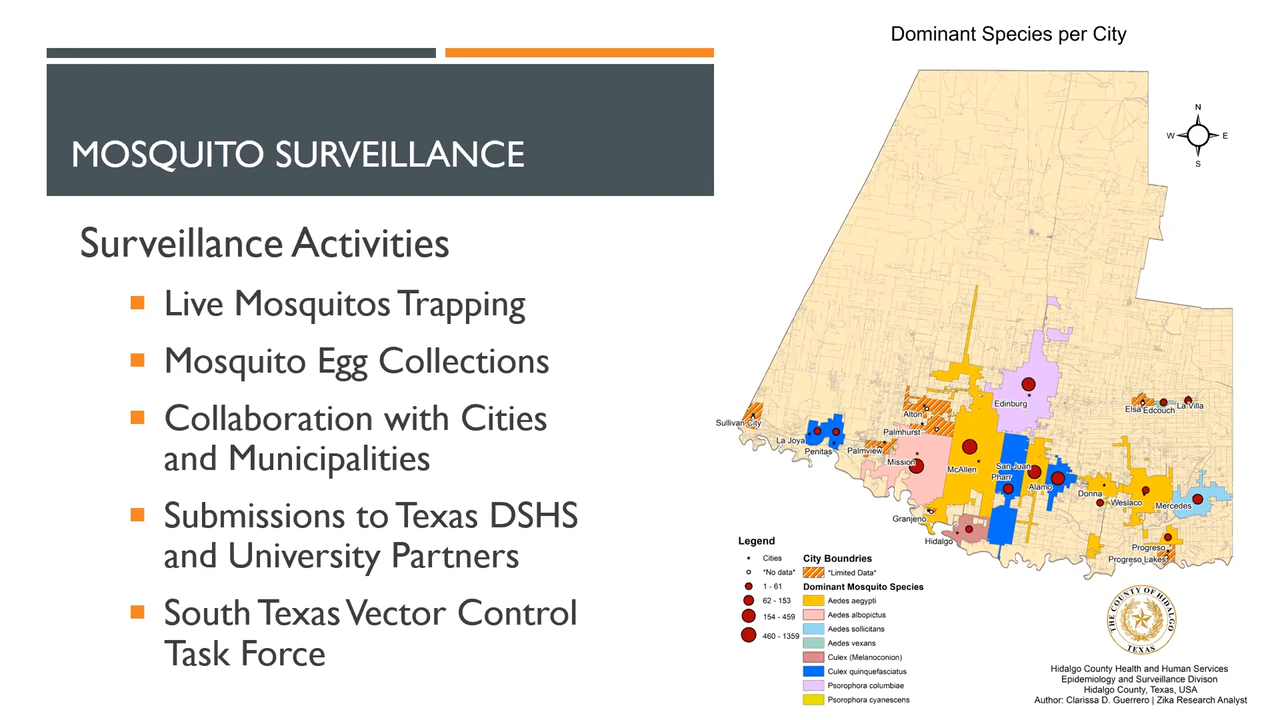 MOSQUITO SURVEILLANCE
Surveillance Activities
Live Mosquitos Trapping
Mosquito Egg Collections
Collaboration with Cities
and Municipalities
Submissions to Texas DSHS
and University Partners
South Texas Vector Control
Task Force
Dominant Species per City
N
W E
S
Sullivan City
La Joya
Penitas
Palmview
Alton
Palmhurst
Mission
Edinburg
McAllen
San Juan
Pharr
Alamo
Donna
Weslaco
Mercedes
Elsa
Edcouch
La Villa
Granjeno
Hidalgo
Progreso
Progreso Lakes
Legend
Cities
*No data*
1 - 61
62 - 153
154 - 459
460 - 1359
City Boundries
*Limited Data*
Dominant Mosquito Species
Aedes aegypti
Aedes albopictus
Aedes sollicitans
Aedes vexans
Culex (Melanoconion)
Culex quinquefasciatus
Psorophora columbiae
Psorophora cyanescens
THE COUNTY OF HIDALGO
TEXAS
Hidalgo County Health and Human Services
Epidemiology and Surveillance Divison
Hidalgo County, Texas, USA
Author: Clarissa D. Guerrero | Zika Research Analyst